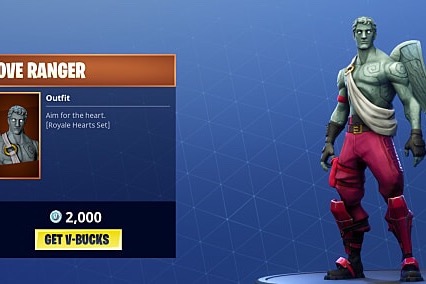 OVE RANGER
Outfit
Aim for the heart.
[Royale Hearts Set]
2,000
GET V-BUCKS